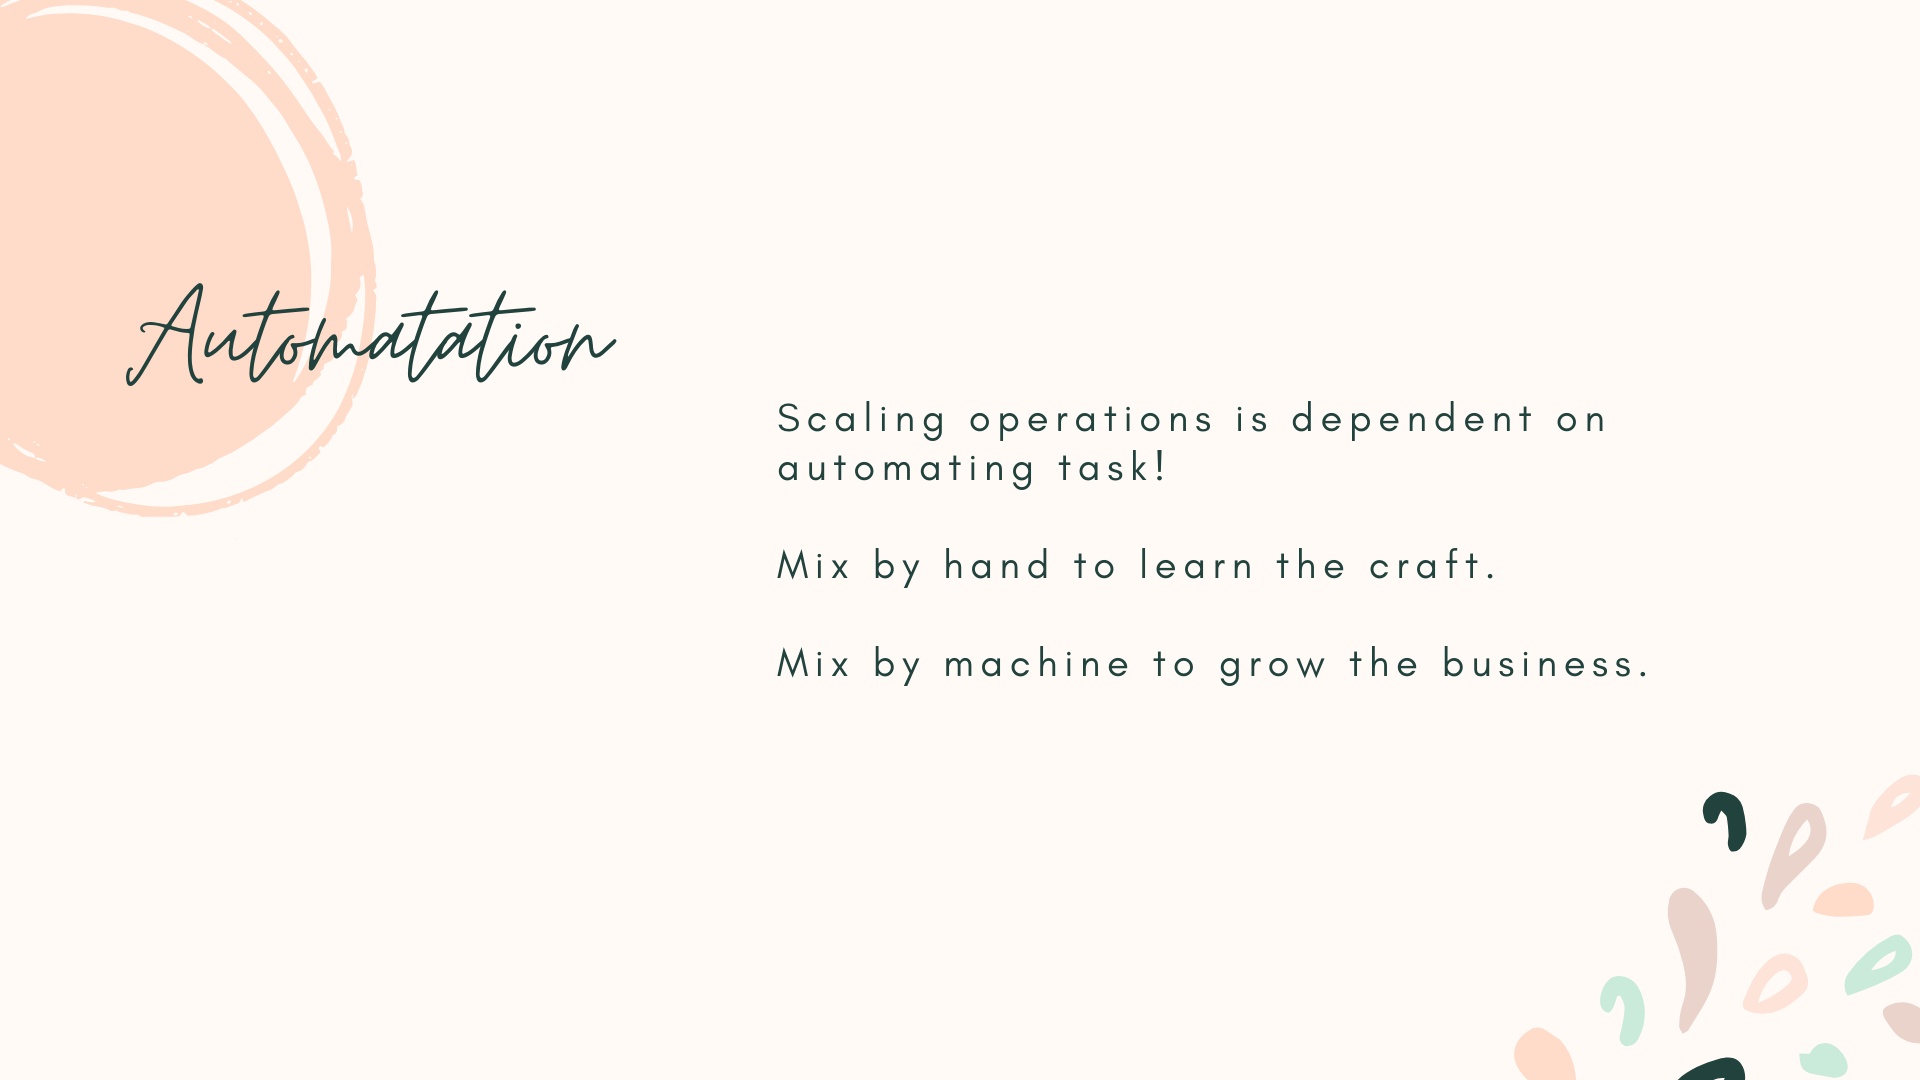 Automatation
Scaling operations is dependent on
automating task!
Mix by hand to learn the craft.
Mix by machine to grow the business.